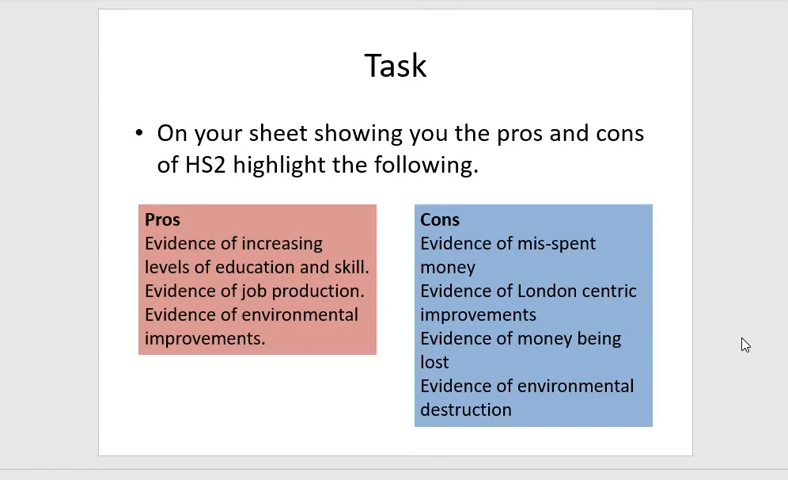 Task
• On your sheet showing you the pros and cons
of HS2 highlight the following.
Pros
Evidence of increasing
levels of education and skill.
Evidence of job production.
Evidence of environmental
improvements.
Cons
Evidence of mis-spent
money
Evidence of London centric
improvements
Evidence of money being
lost
Evidence of environmental
destruction